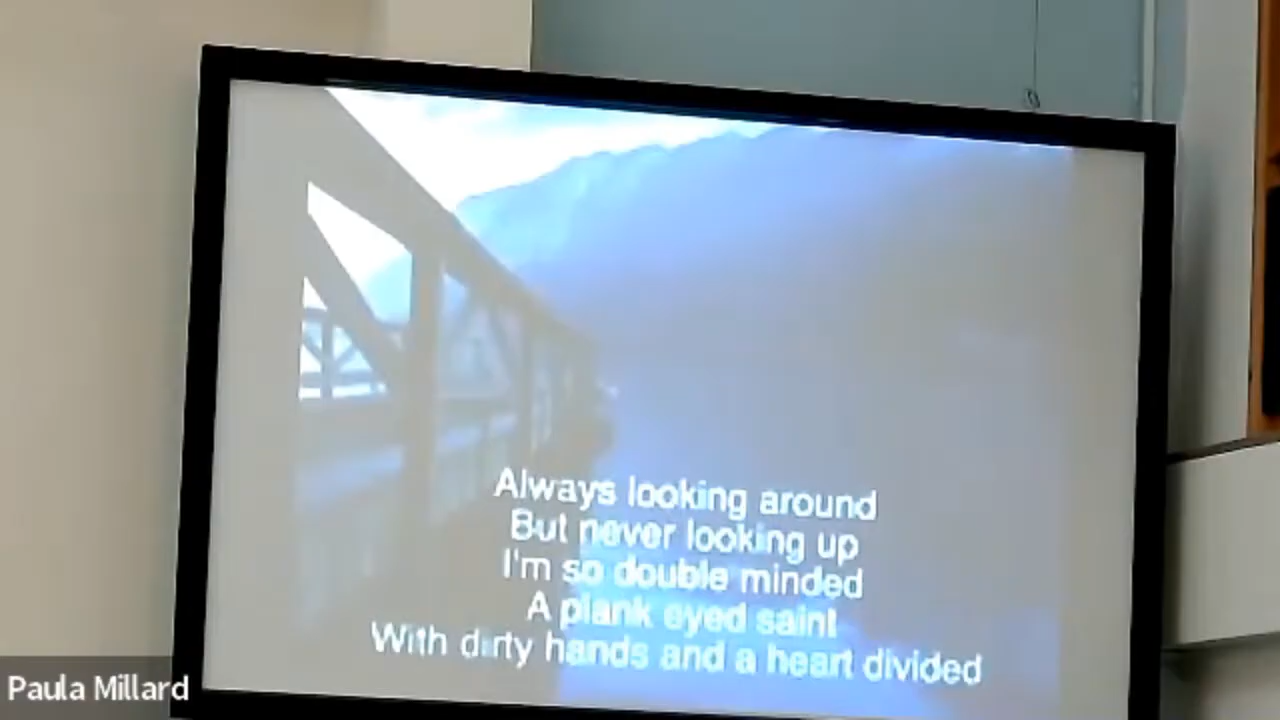 Always looking around
But never looking up
I'm so double minded
A plank eyed saint
With dirty hands and a heart divided
Paula Millard